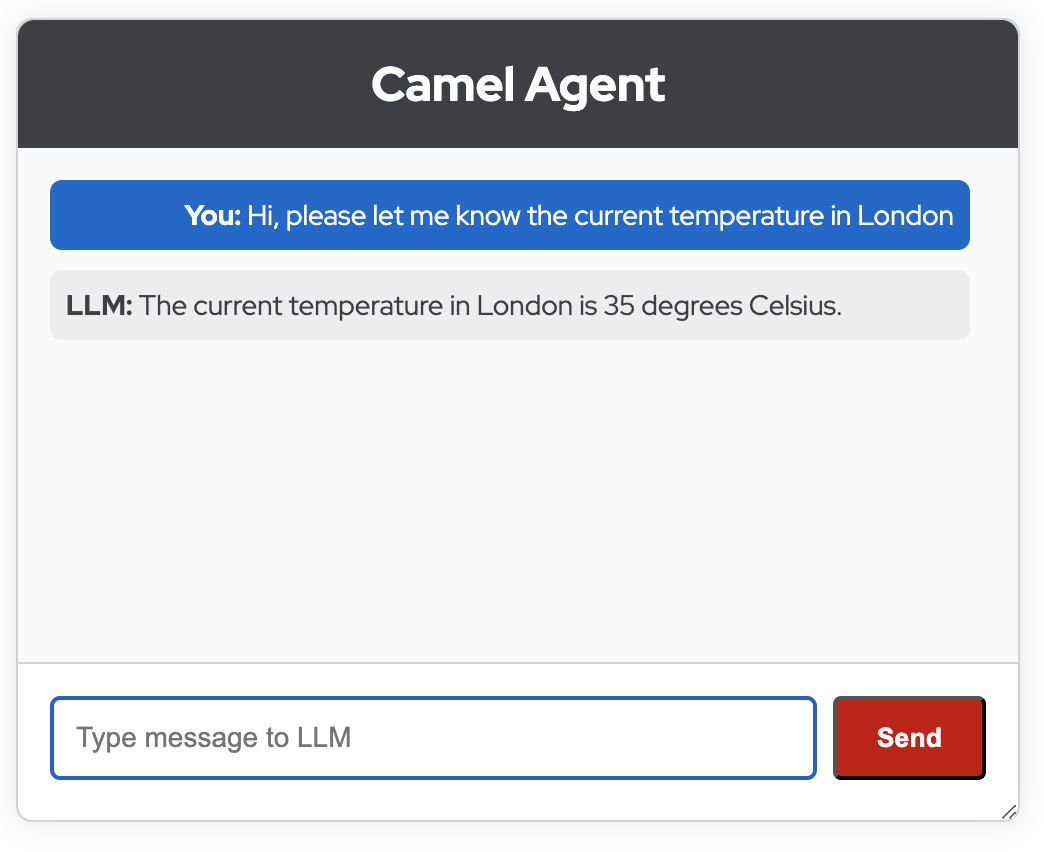 Camel Agent
You: Hi, please let me know the current temperature in London
LLM: The current temperature in London is 35 degrees Celsius.
Type message to LLM
Send